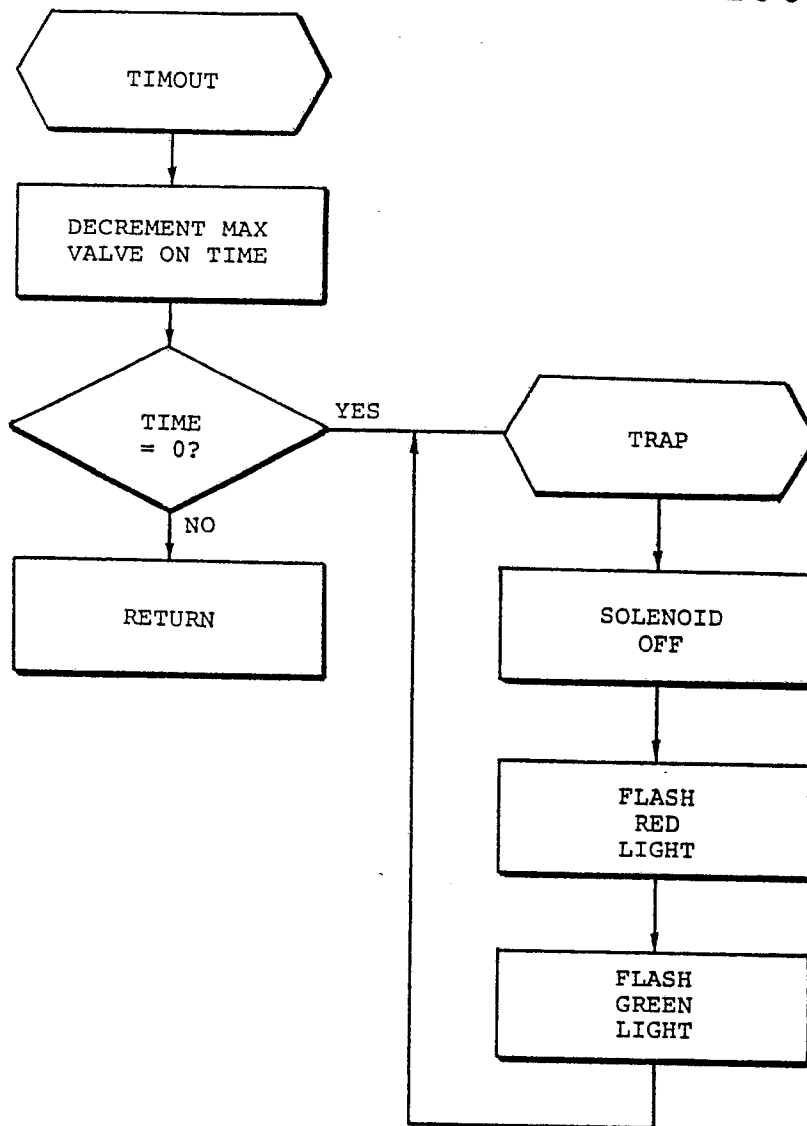 TIMOUT
DECREMENT MAX
VALVE ON TIME
TIME
= 0?
YES
NO
RETURN
TRAP
SOLENOID
OFF
FLASH
RED
LIGHT
FLASH
GREEN
LIGHT